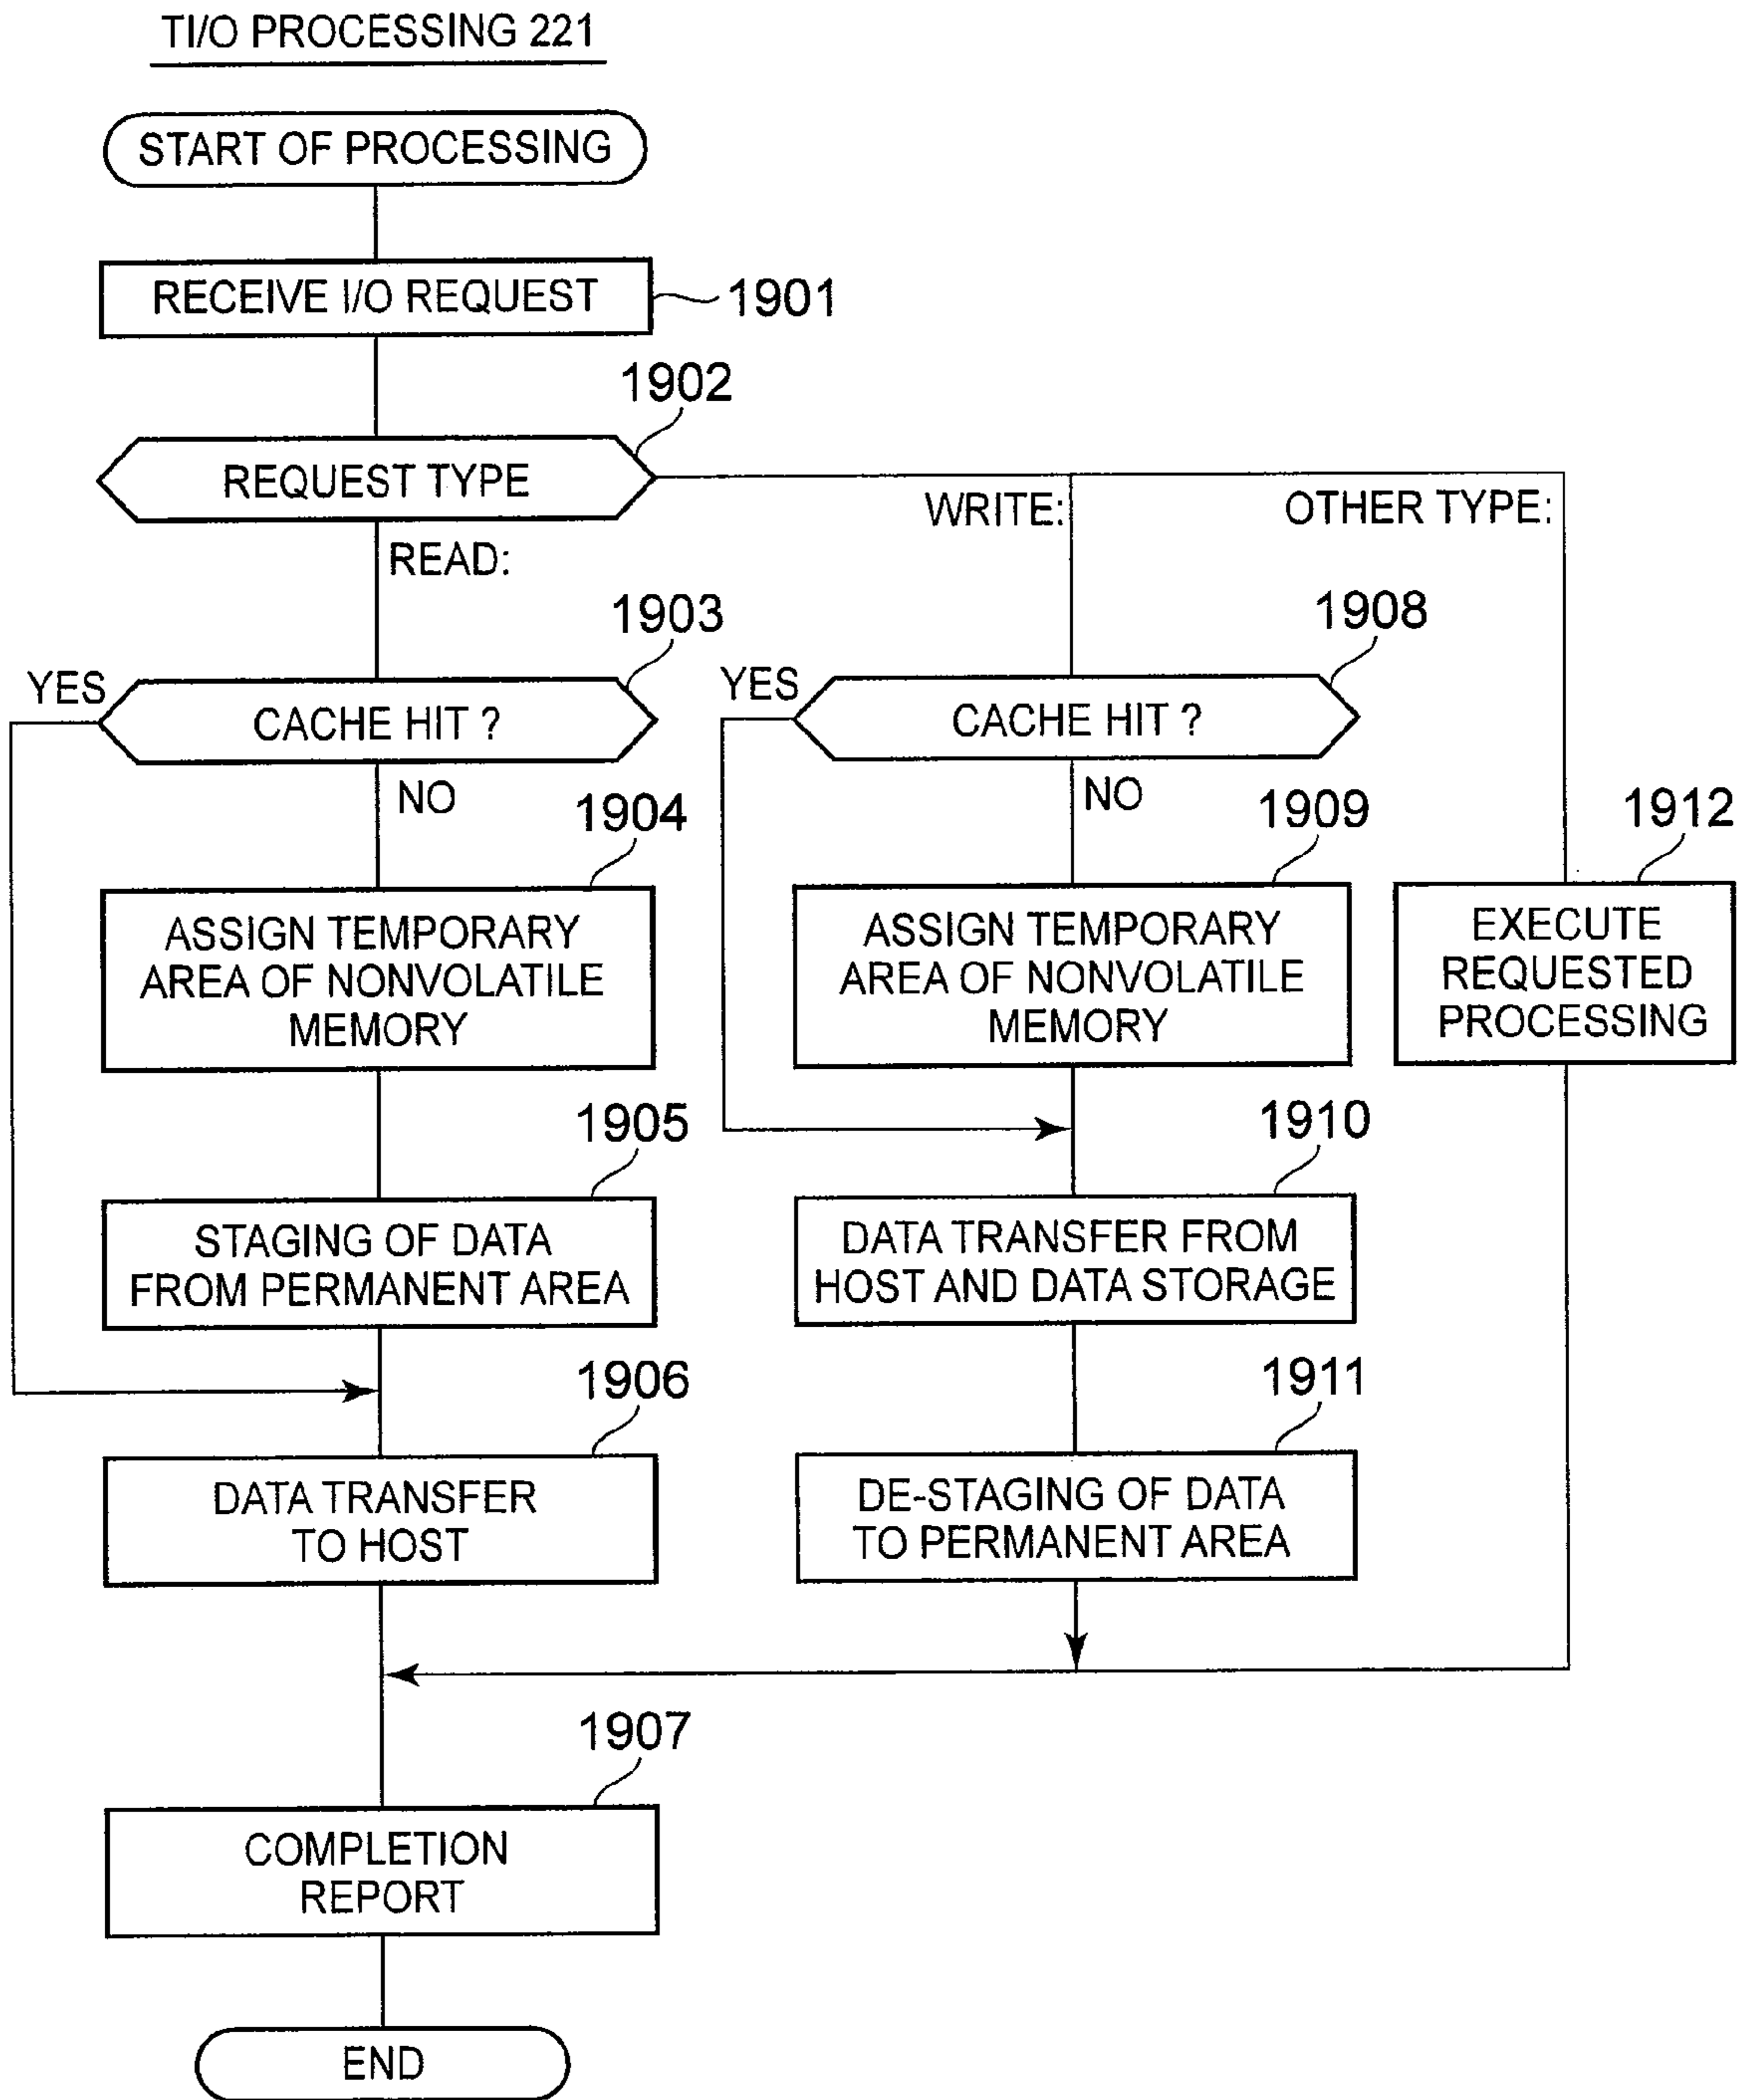 TI/O PROCESSING 221
START OF PROCESSING
RECEIVE I/O REQUEST
1901
1902
REQUEST TYPE
WRITE:
OTHER TYPE:
READ:
1903
1908
YES
CACHE HIT ?
YES
CACHE HIT ?
NO
NO
1904
1909
1912
ASSIGN TEMPORARY
AREA OF NONVOLATILE
MEMORY
ASSIGN TEMPORARY
AREA OF NONVOLATILE
MEMORY
EXECUTE
REQUESTED
PROCESSING
1905
1910
STAGING OF DATA
FROM PERMANENT AREA
DATA TRANSFER FROM
HOST AND DATA STORAGE
1906
1911
DATA TRANSFER
TO HOST
DE-STAGING OF DATA
TO PERMANENT AREA
1907
COMPLETION
REPORT
END